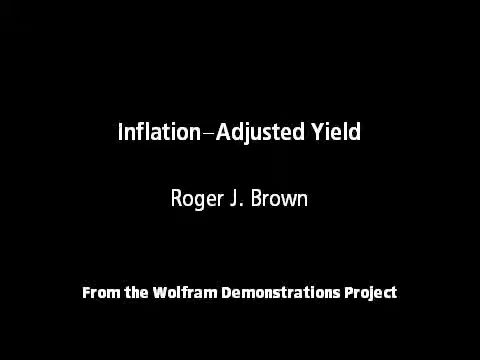 Inflation–Adjusted Yield
Roger J. Brown
From the Wolfram Demonstrations Project